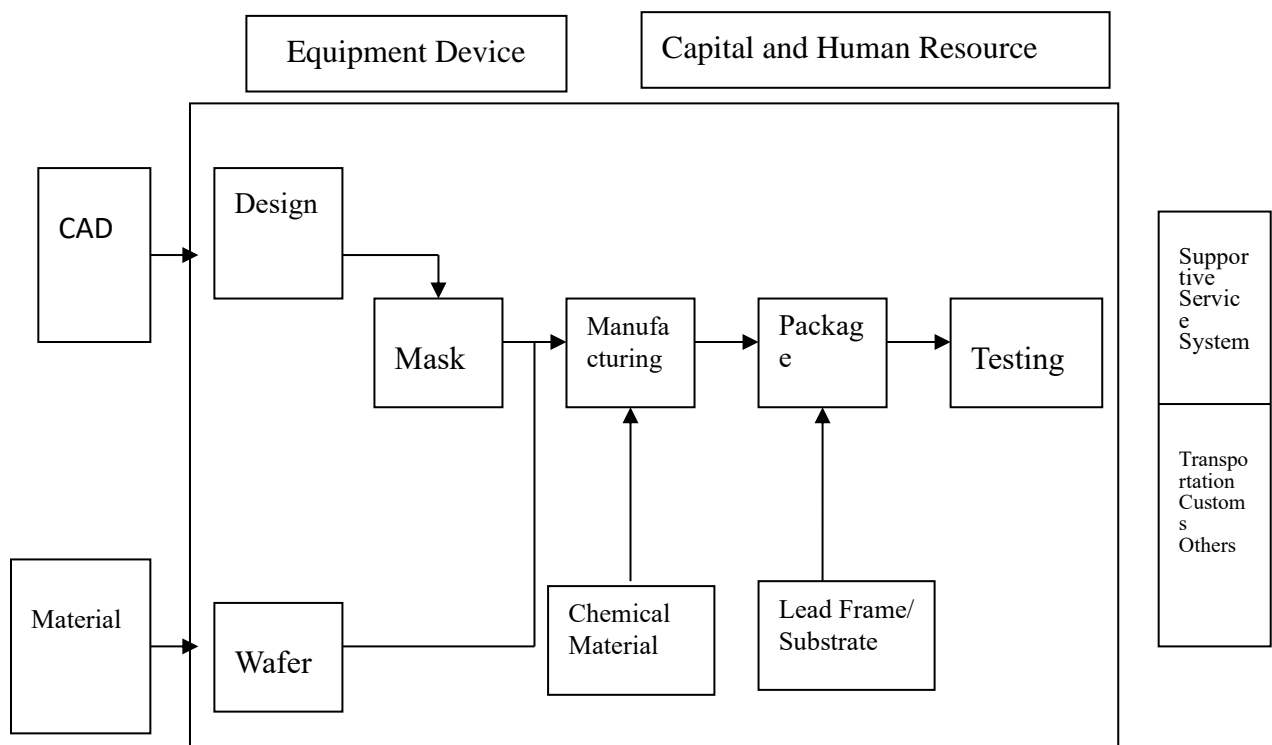 Equipment Device
Capital and Human Resource
CAD
Design
Mask
Manufa
cturing
Packag
e
Testing
Suppor
tive
Servic
e
System
Transpo
rtation
Custom
s
Others
Material
Wafer
Chemical
Material
Lead Frame/
Substrate